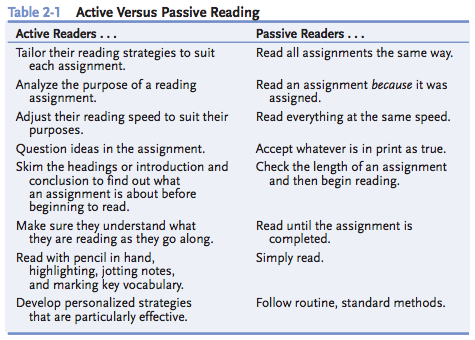 Table 2-1 Active Versus Passive Reading
Active Readers . . . Passive Readers . . .
Tailor their reading strategies to suit Read all assignments the same way.
each assignment.
Analyze the purpose of a reading Read an assignment because it was
assignment. assigned.
Adjust their reading speed to suit their Read everything at the same speed.
purposes.
Question ideas in the assignment. Accept whatever is in print as true.
Skim the headings or introduction and Check the length of an assignment
conclusion to find out what and then begin reading.
an assignment is about before
beginning to read.
Make sure they understand what Read until the assignment is
they are reading as they go along. completed.
Read with pencil in hand, Simply read.
highlighting, jotting notes,
and marking key vocabulary.
Develop personalized strategies Follow routine, standard methods.
that are particularly effective.